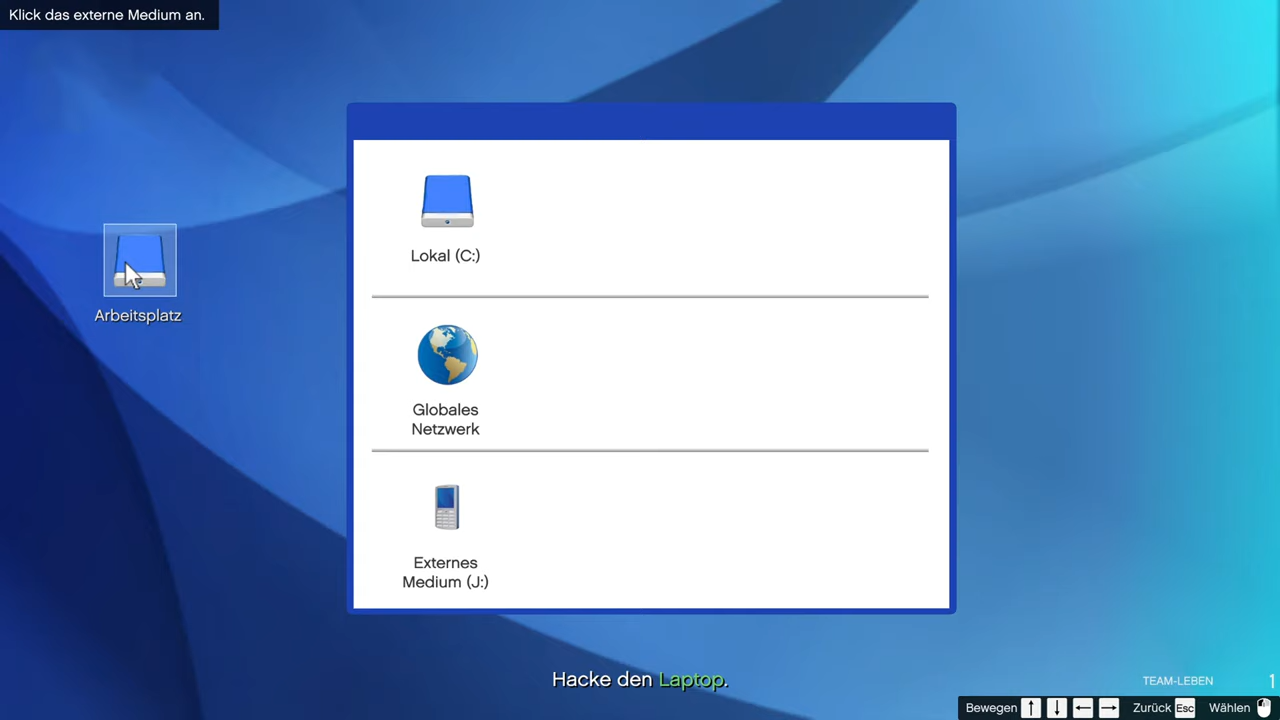 Klick das externe Medium an.
Lokal (C:)
Arbeitsplatz
Globales
Netzwerk
Externes
Medium (J:)
Hacke den Laptop.
TEAM-LEBEN 1
Bewegen ↑ ↓ ← → Zurück Esc Wählen